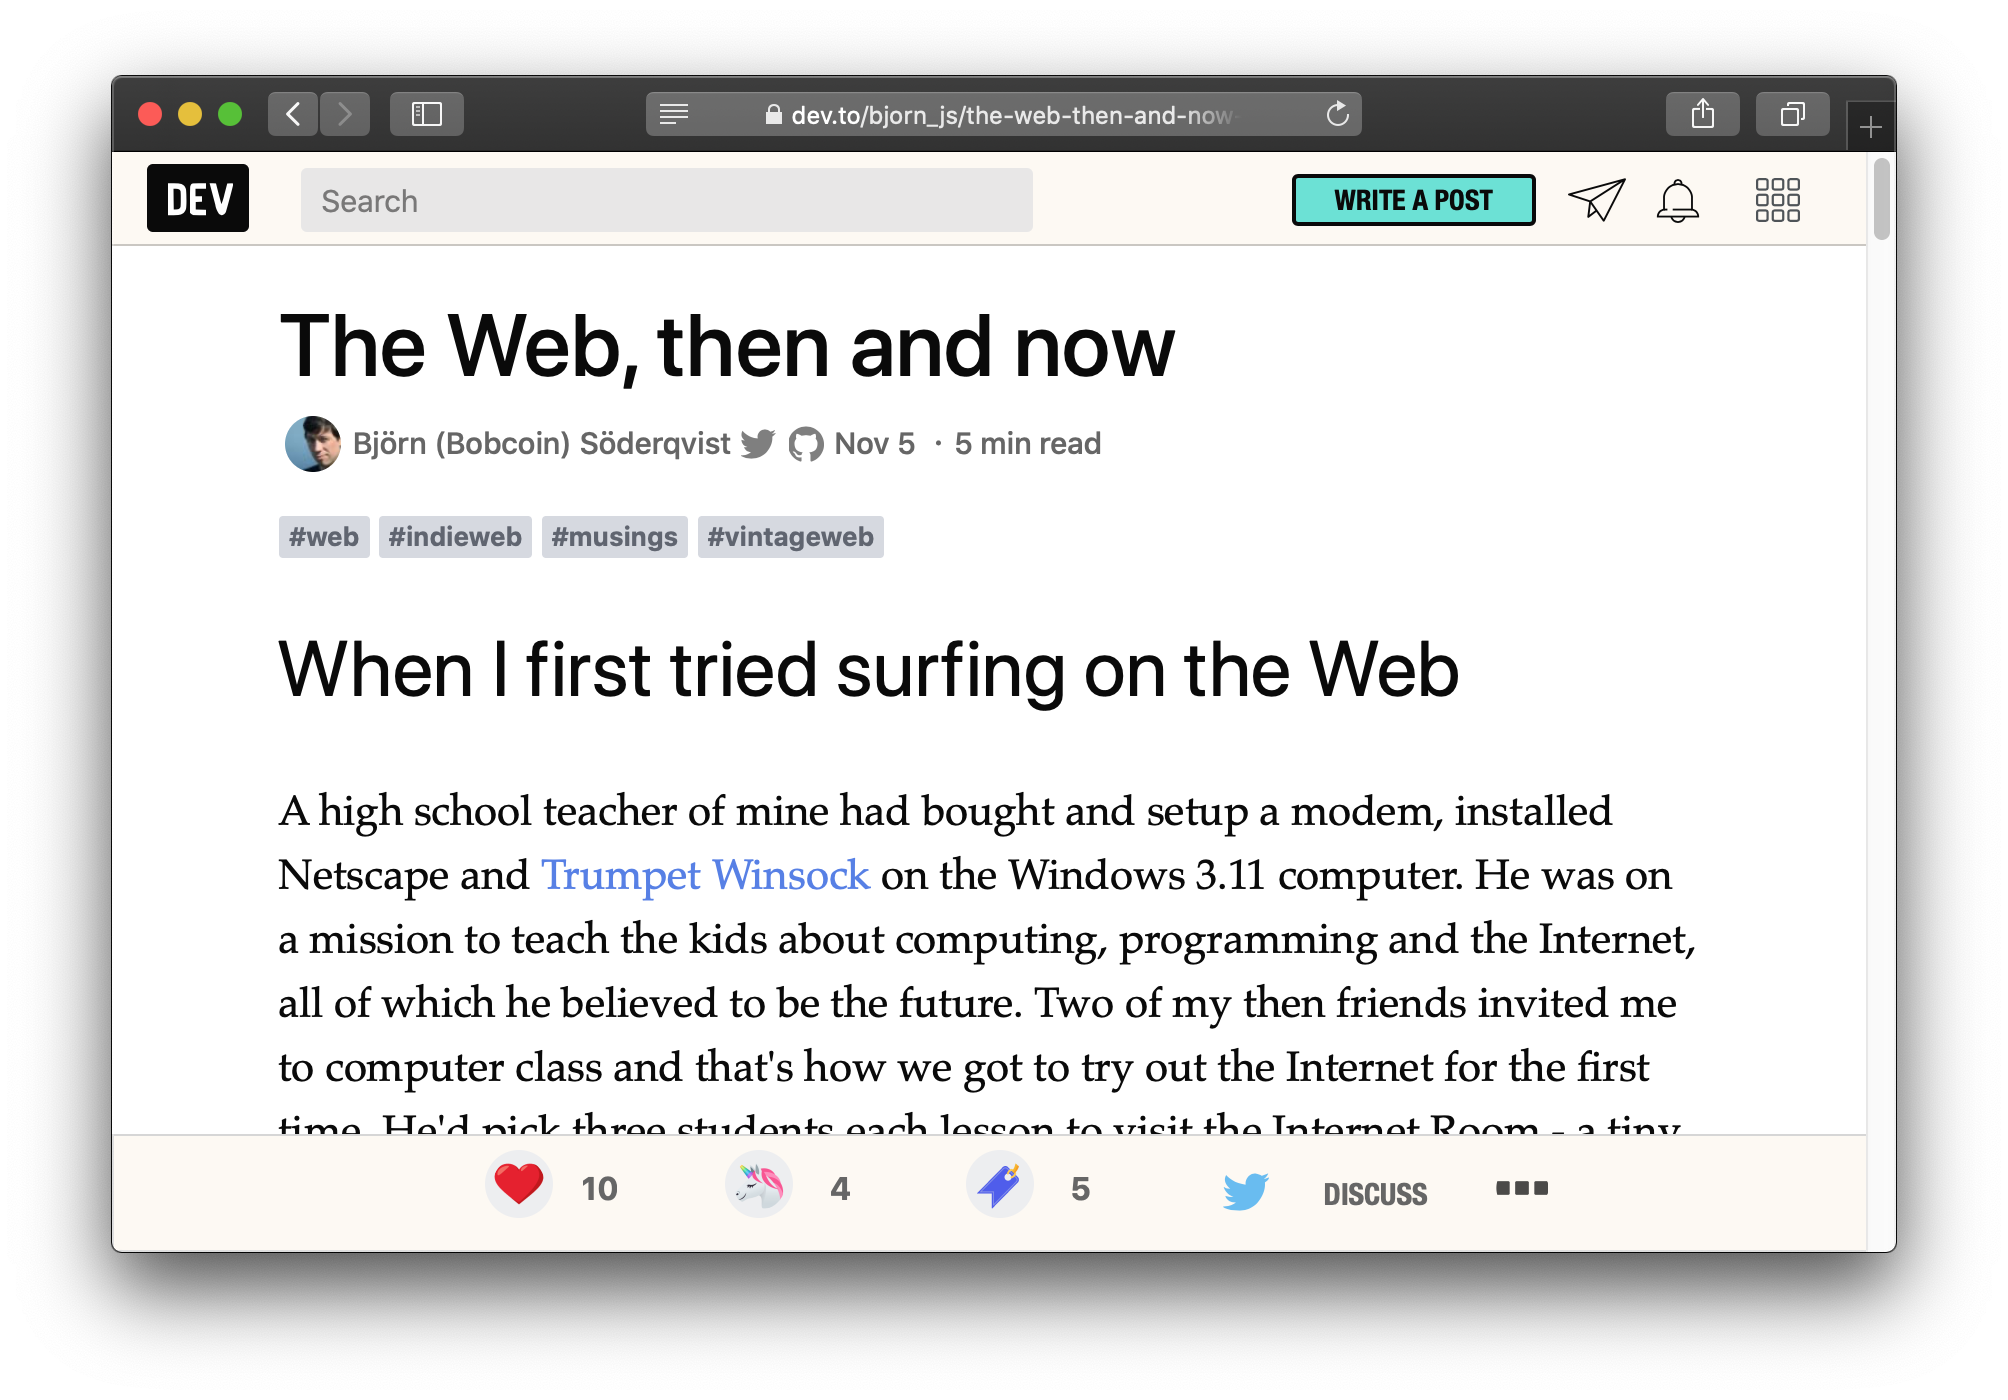 dev.to/bjorn_js/the-web-then-and-now-
DEV
Search
WRITE A POST
The Web, then and now
Björn (Bobcoin) Söderqvist Nov 5 · 5 min read
#web #indieweb #musings #vintageweb
When I first tried surfing on the Web
A high school teacher of mine had bought and setup a modem, installed
Netscape and Trumpet Winsock on the Windows 3.11 computer. He was on
a mission to teach the kids about computing, programming and the Internet,
all of which he believed to be the future. Two of my then friends invited me
to computer class and that's how we got to try out the Internet for the first
time. He'd pick three students each lesson to visit the Internet Room - a tiny
10 4 5 DISCUSS